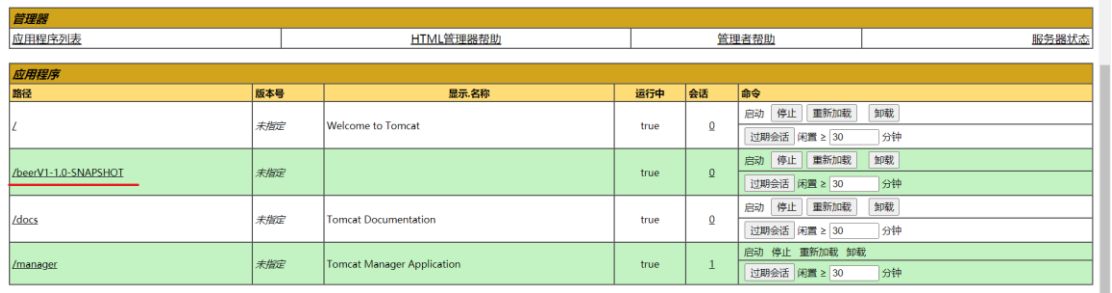 管理器
应用程序列表 HTML管理器帮助 管理者帮助 服务器状态
应用程序
路径 版本号 显示.名称 运行中 会话 命令
/ 未指定 Welcome to Tomcat true 0 启动 停止 重新加载 卸载
过期会话 闲置 ≥ 30 分钟
/beerV1-1.0-SNAPSHOT 未指定 true 0 启动 停止 重新加载 卸载
过期会话 闲置 ≥ 30 分钟
/docs 未指定 Tomcat Documentation true 0 启动 停止 重新加载 卸载
过期会话 闲置 ≥ 30 分钟
/manager 未指定 Tomcat Manager Application true 1 启动 停止 重新加载 卸载
过期会话 闲置 ≥ 30 分钟